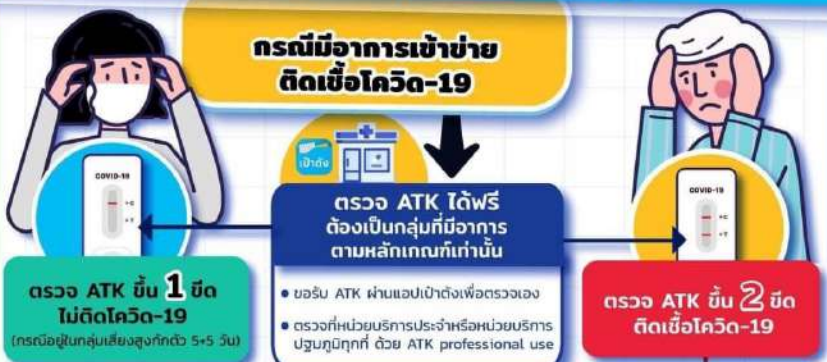 กรณีมีอาการเข้าข่าย
ติดเชื้อโควิด-19
เป๋าตัง
ตรวจ ATK ได้ฟรี
ต้องเป็นกลุ่มที่มีอาการ
ตามหลักเกณฑ์เท่านั้น
• ขอรับ ATK ผ่านแอปเป๋าตังเพื่อตรวจเอง
• ตรวจที่หน่วยบริการประจำหรือหน่วยบริการ
ปฐมภูมิทุกที่ ด้วย ATK professional use
COVID-19
C
T
ตรวจ ATK ขึ้น 1 ขีด
ไม่ติดโควิด-19
(กรณีอยู่ในกลุ่มเสี่ยงสูงกักตัว 5+5 วัน)
COVID-19
C
T
ตรวจ ATK ขึ้น 2 ขีด
ติดเชื้อโควิด-19